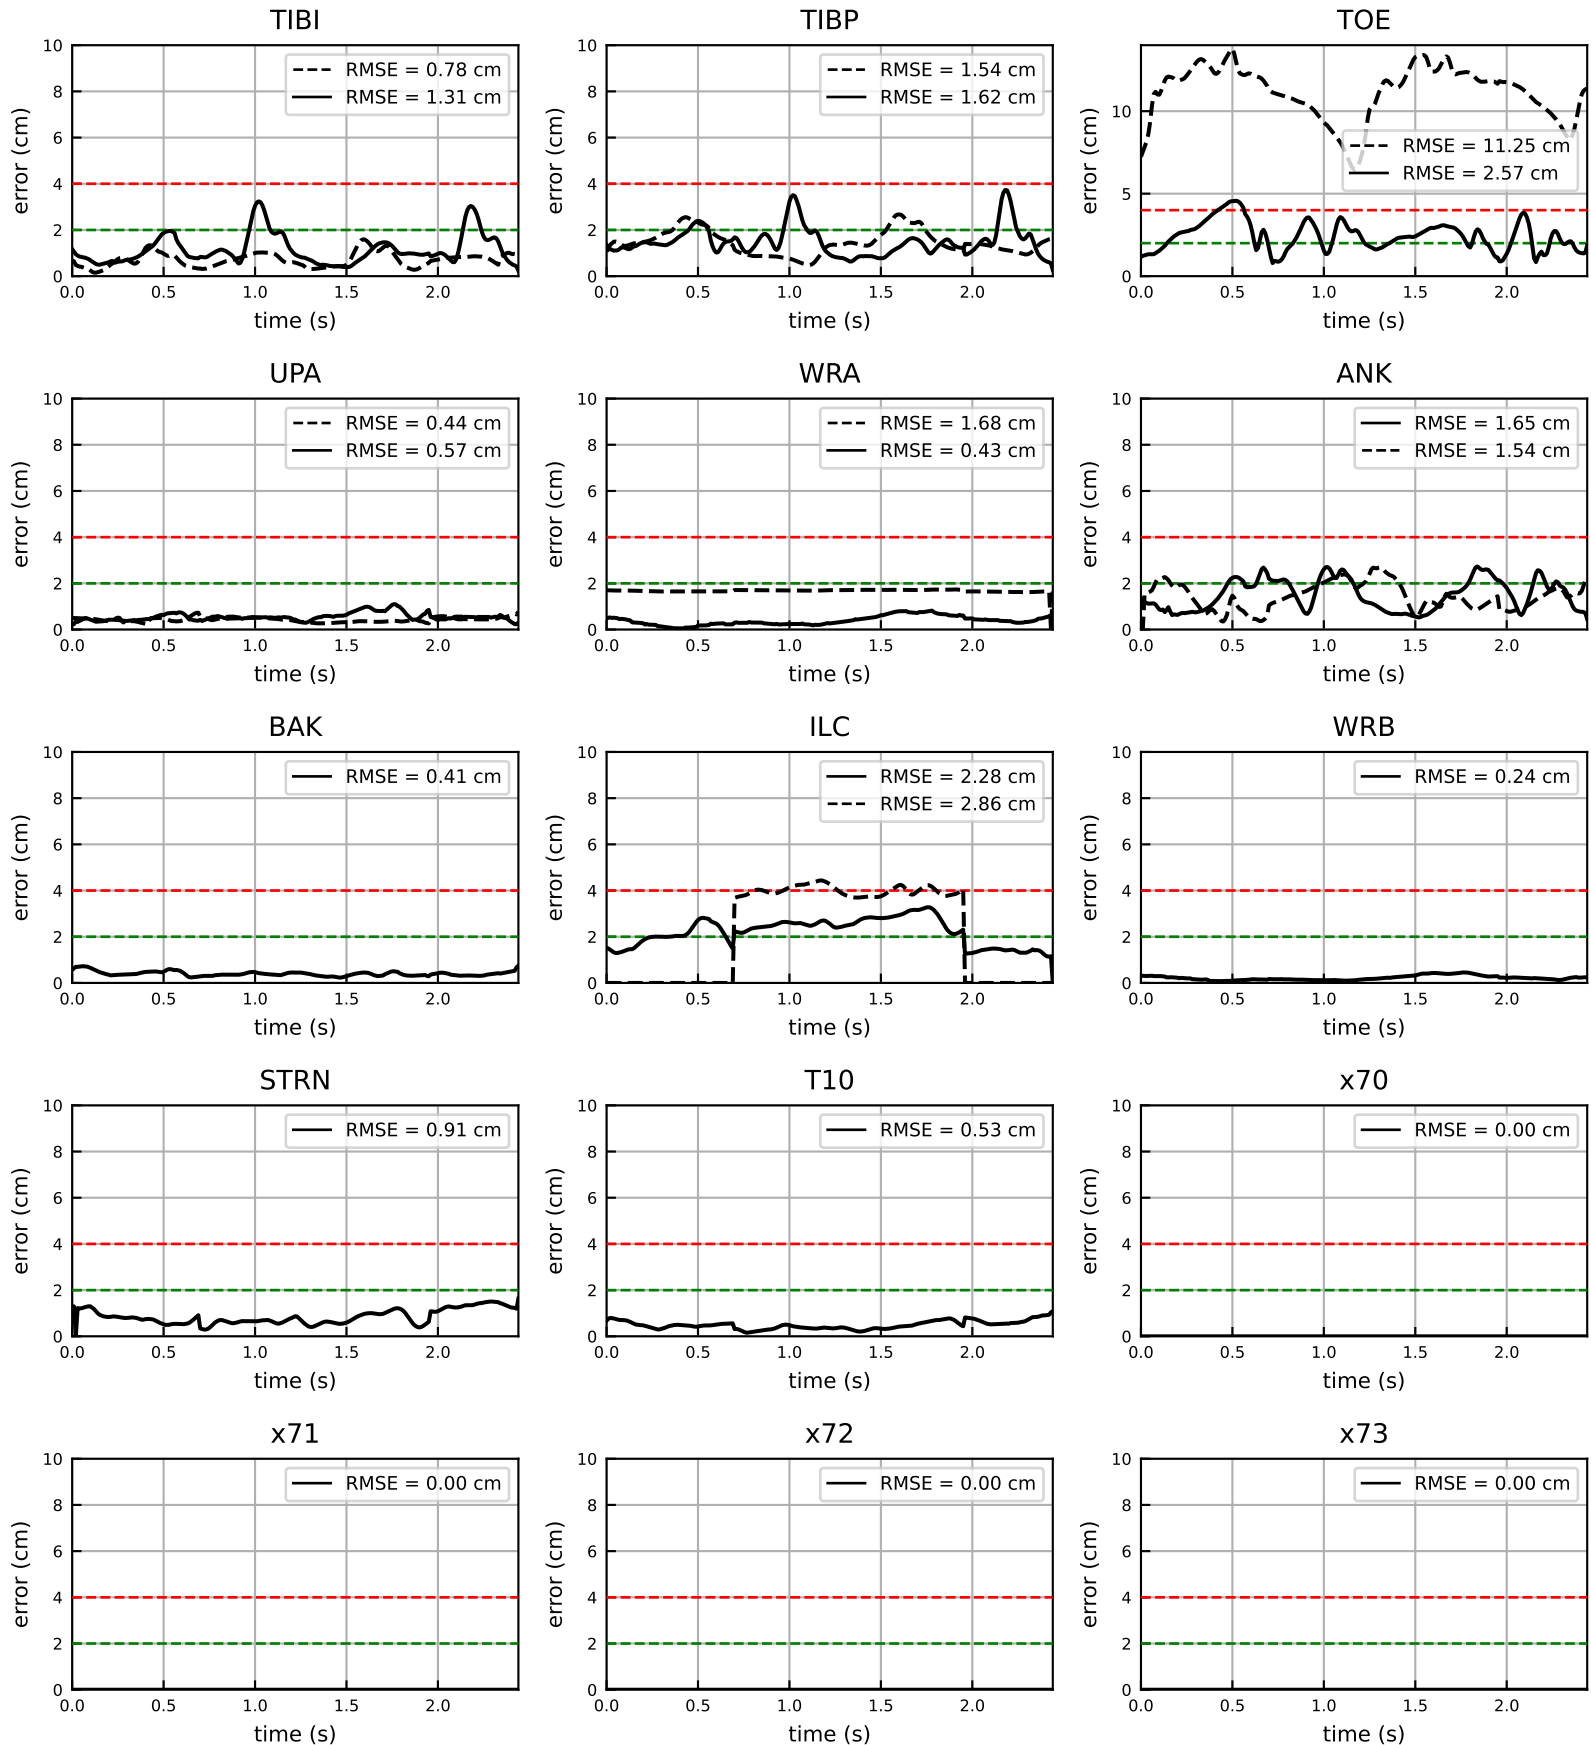 TIBI
TIBP
TOE
RMSE = 0.78 cm
RMSE = 1.31 cm
10
8
6
4
2
0
error (cm)
0.0 0.5 1.0 1.5 2.0
time (s)
RMSE = 1.54 cm
RMSE = 1.62 cm
10
8
6
4
2
0
error (cm)
0.0 0.5 1.0 1.5 2.0
time (s)
RMSE = 11.25 cm
RMSE = 2.57 cm
10
5
0
error (cm)
0.0 0.5 1.0 1.5 2.0
time (s)
UPA
WRA
ANK
RMSE = 0.44 cm
RMSE = 0.57 cm
10
8
6
4
2
0
error (cm)
0.0 0.5 1.0 1.5 2.0
time (s)
RMSE = 1.68 cm
RMSE = 0.43 cm
10
8
6
4
2
0
error (cm)
0.0 0.5 1.0 1.5 2.0
time (s)
RMSE = 1.65 cm
RMSE = 1.54 cm
10
8
6
4
2
0
error (cm)
0.0 0.5 1.0 1.5 2.0
time (s)
BAK
ILC
WRB
RMSE = 0.41 cm
10
8
6
4
2
0
error (cm)
0.0 0.5 1.0 1.5 2.0
time (s)
RMSE = 2.28 cm
RMSE = 2.86 cm
10
8
6
4
2
0
error (cm)
0.0 0.5 1.0 1.5 2.0
time (s)
RMSE = 0.24 cm
10
8
6
4
2
0
error (cm)
0.0 0.5 1.0 1.5 2.0
time (s)
STRN
T10
x70
RMSE = 0.91 cm
10
8
6
4
2
0
error (cm)
0.0 0.5 1.0 1.5 2.0
time (s)
RMSE = 0.53 cm
10
8
6
4
2
0
error (cm)
0.0 0.5 1.0 1.5 2.0
time (s)
RMSE = 0.00 cm
10
8
6
4
2
0
error (cm)
0.0 0.5 1.0 1.5 2.0
time (s)
x71
x72
x73
RMSE = 0.00 cm
10
8
6
4
2
0
error (cm)
0.0 0.5 1.0 1.5 2.0
time (s)
RMSE = 0.00 cm
10
8
6
4
2
0
error (cm)
0.0 0.5 1.0 1.5 2.0
time (s)
RMSE = 0.00 cm
10
8
6
4
2
0
error (cm)
0.0 0.5 1.0 1.5 2.0
time (s)